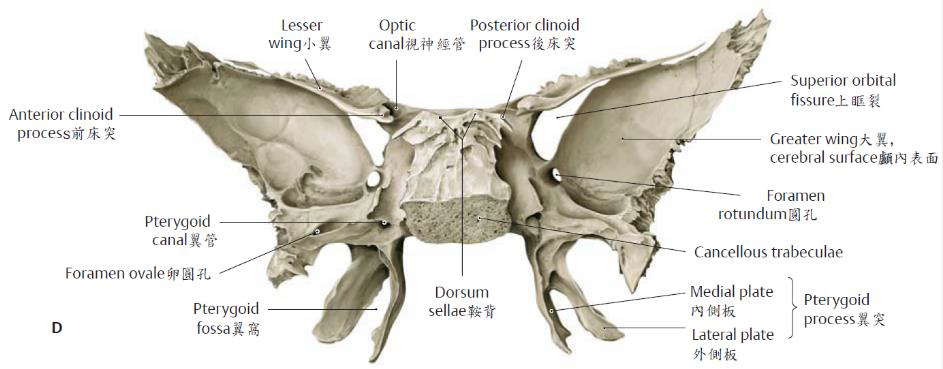 Lesser
wing小翼
Optic
canal視神經管
Posterior clinoid
process後床突
Superior orbital
fissure上眶裂
Anterior clinoid
process前床突
Greater wing大翼,
cerebral surface顱內表面
Foramen
rotundum圓孔
Pterygoid
canal翼管
Cancellous trabeculae
Foramen ovale卵圓孔
Dorsum
sellae鞍背
Medial plate
內側板
Pterygoid
process翼突
Pterygoid
fossa翼窩
Lateral plate
外側板
D